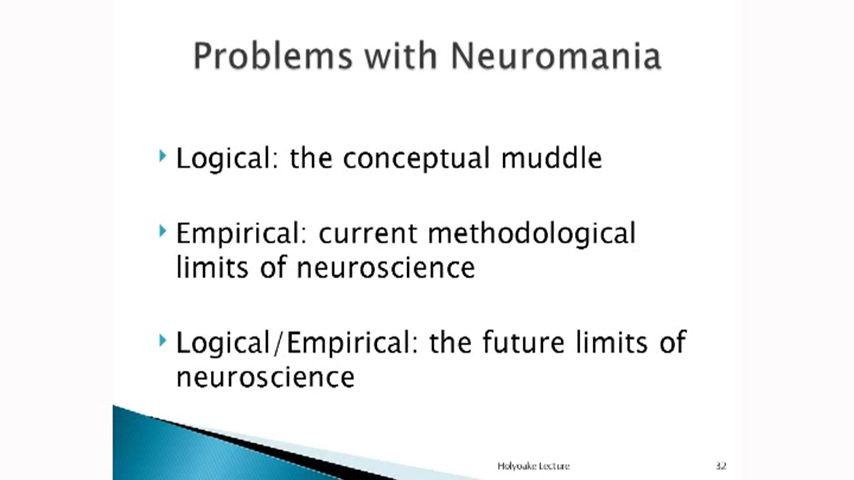 Problems with Neuromania
Logical: the conceptual muddle
Empirical: current methodological
limits of neuroscience
Logical/Empirical: the future limits of
neuroscience
Holyoake Lecture
32